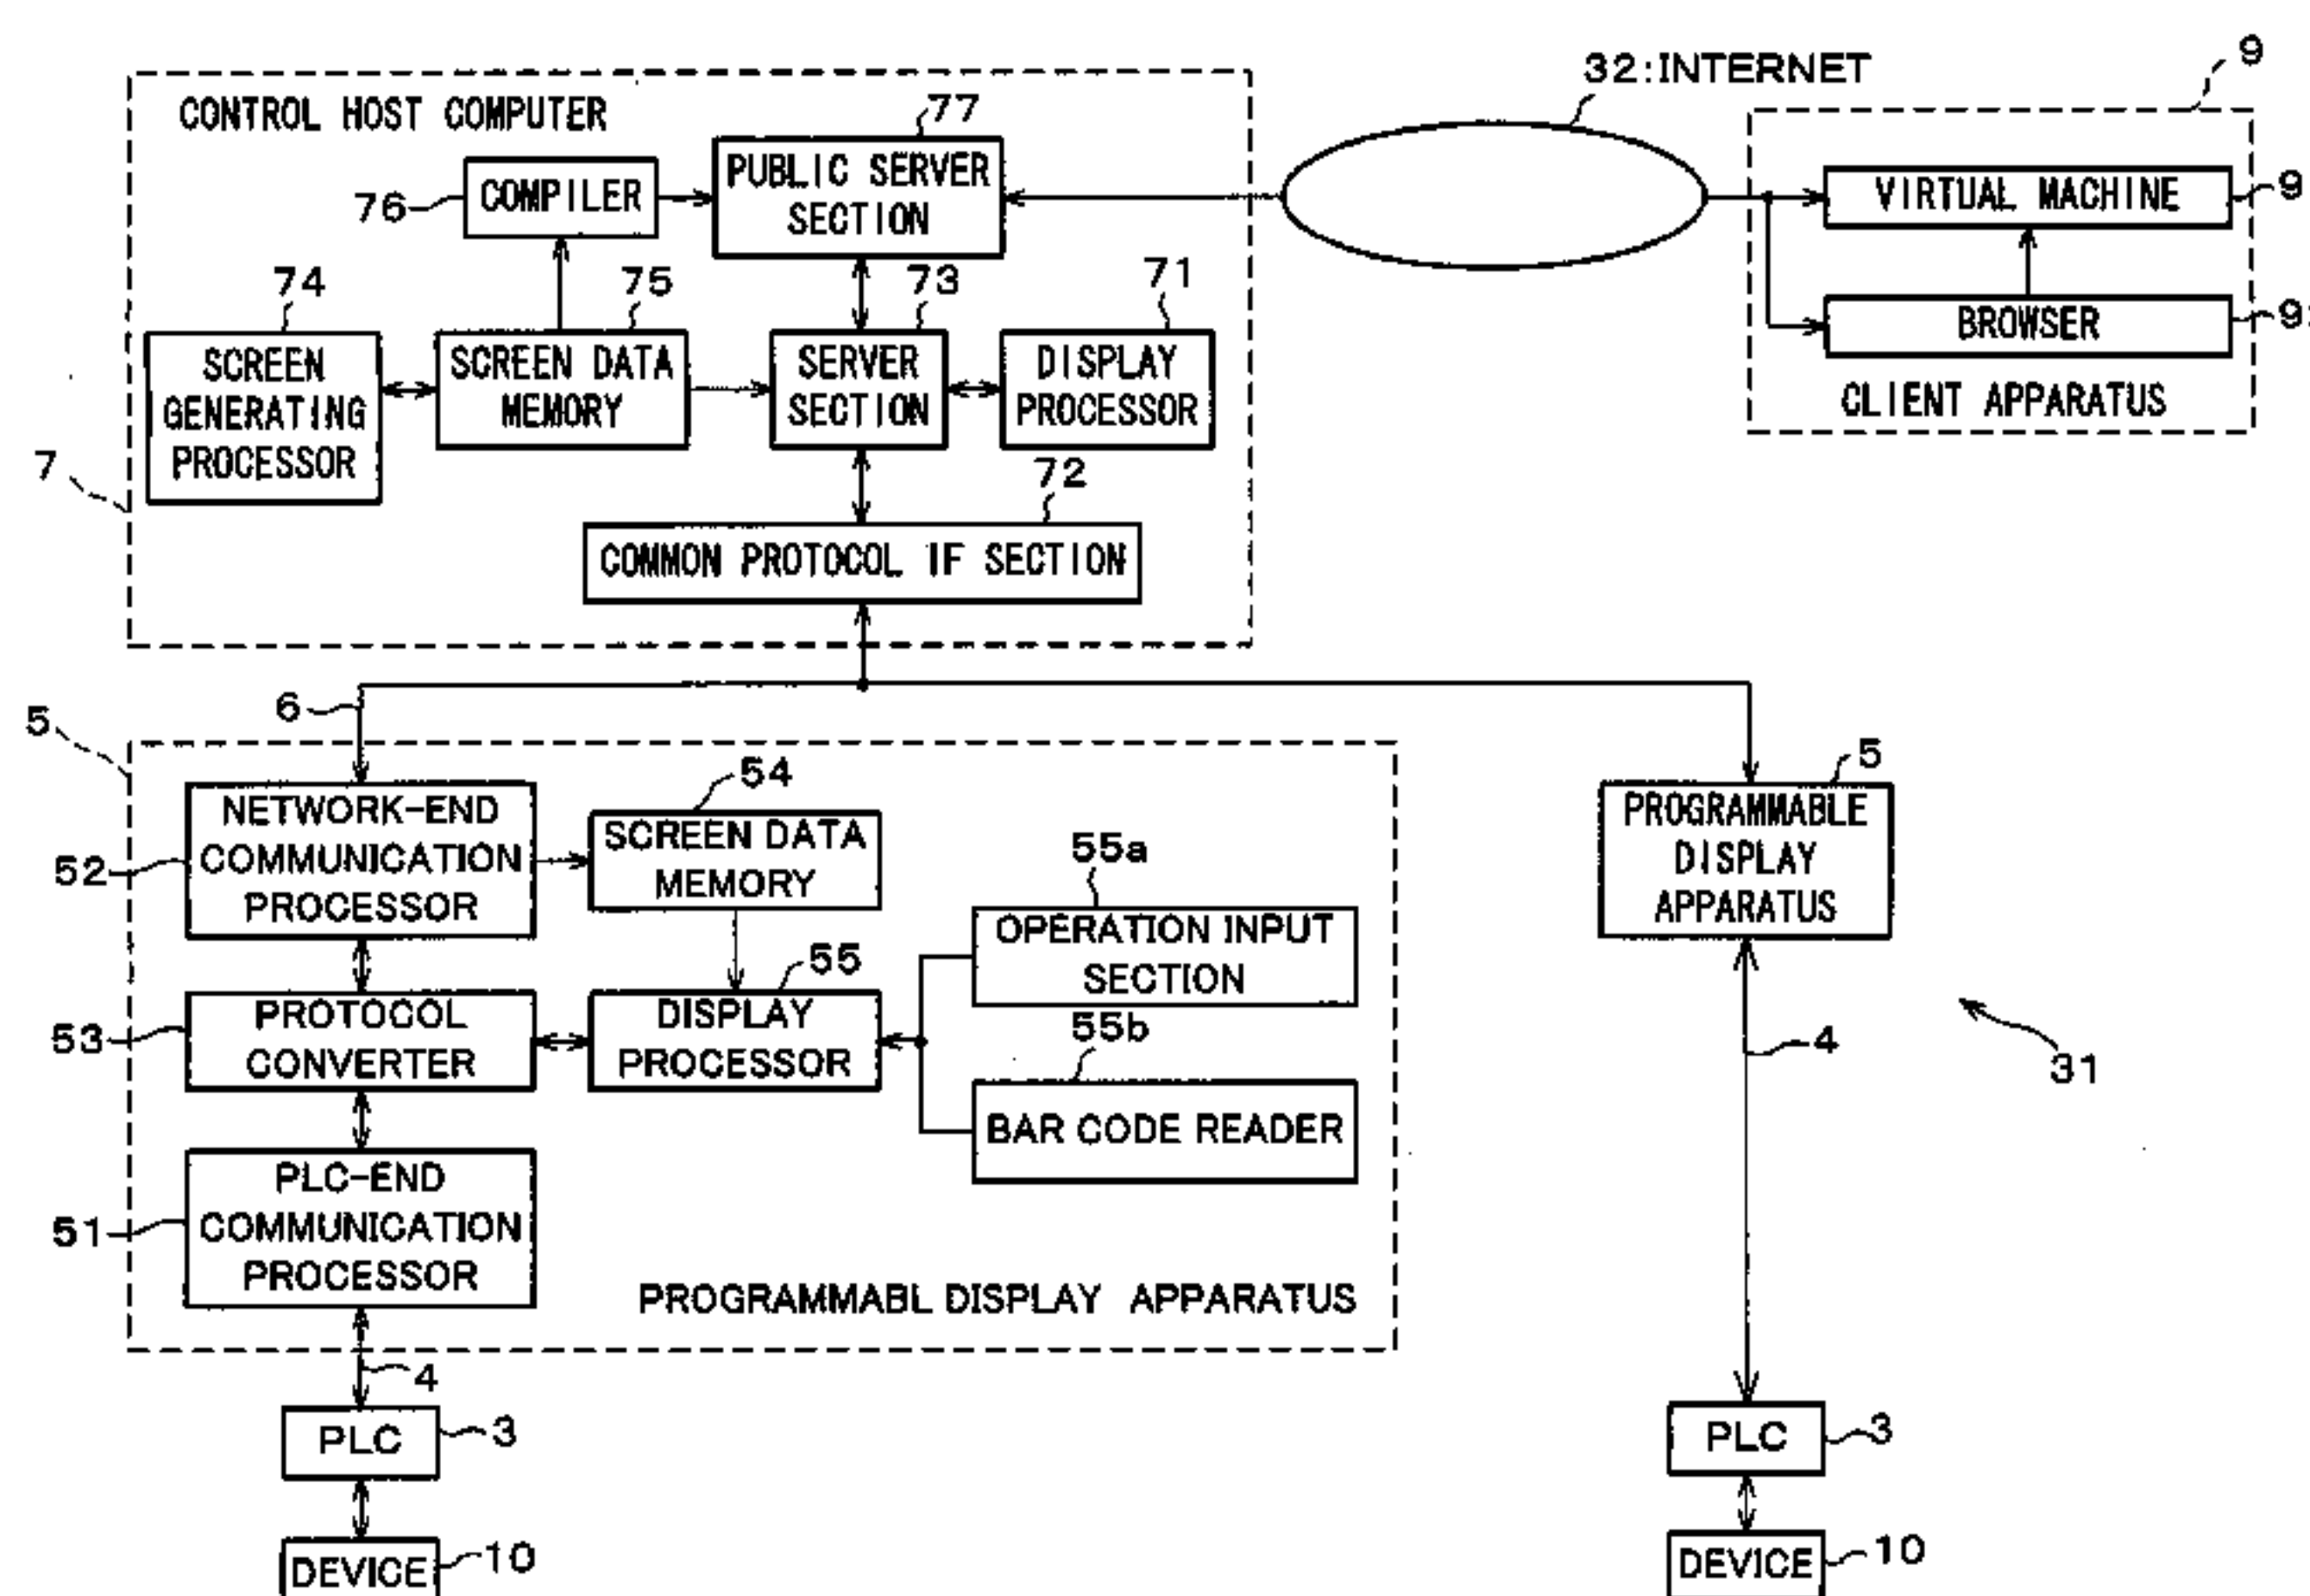 32:INTERNET
9
CONTROL HOST COMPUTER
77
PUBLIC SERVER
SECTION
76
COMPILER
VIRTUAL MACHINE
9
74
75
73
71
BROWSER
SCREEN
GENERATING
PROCESSOR
SCREEN DATA
MEMORY
SERVER
SECTION
DISPLAY
PROCESSOR
CLIENT APPARATUS
7
72
COMMON PROTOCOL IF SECTION
6
5
NETWORK-END
COMMUNICATION
PROCESSOR
52
54
SCREEN DATA
MEMORY
55a
OPERATION INPUT
SECTION
5
PROGRAMMABLE
DISPLAY
APPARATUS
53
PROTOCOL
CONVERTER
55
DISPLAY
PROCESSOR
55b
BAR CODE READER
4
31
51
PLC-END
COMMUNICATION
PROCESSOR
PROGRAMMABL DISPLAY APPARATUS
4
PLC
3
PLC
3
DEVICE
10
DEVICE
10